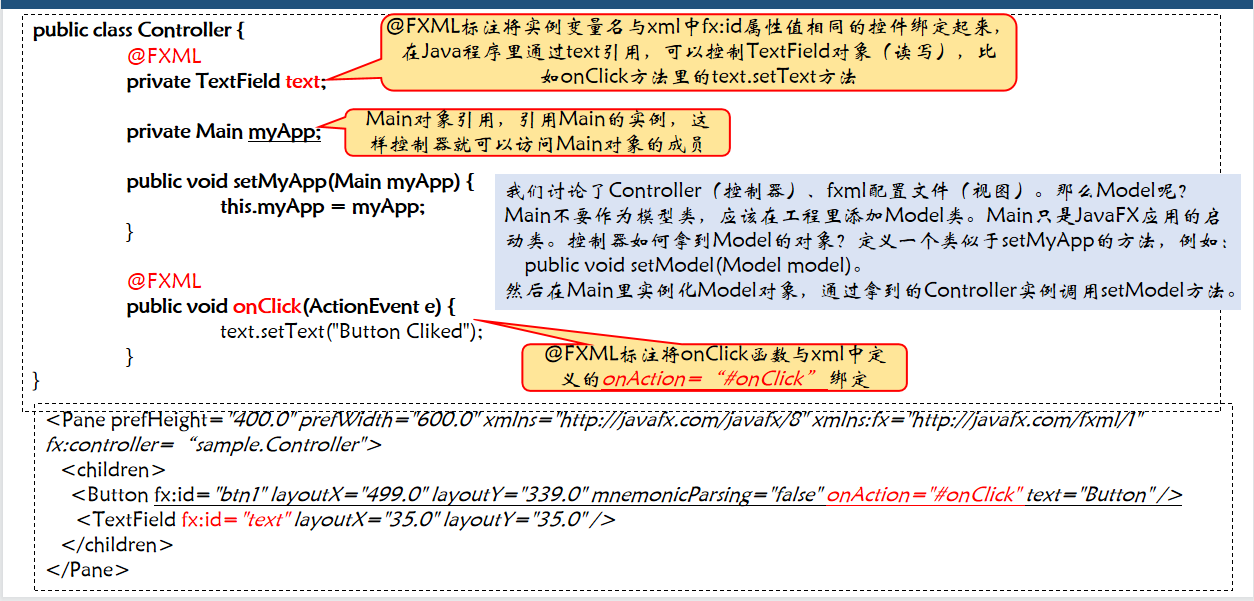 public class Controller {
@FXML
private TextField text;
@FXML标注将实例变量名与xml中fx:id属性值相同的控件绑定起来，
在Java程序里通过text引用，可以控制TextField对象（读写），比
如onClick方法里的text.setText方法
private Main myApp;
Main对象引用，引用Main的实例，这
样控制器就可以访问Main对象的成员
public void setMyApp(Main myApp) {
this.myApp = myApp;
}
我们讨论了Controller（控制器）、fxml配置文件（视图）。那么Model呢？
Main不要作为模型类，应该在工程里添加Model类。Main只是JavaFX应用的启
动类。控制器如何拿到Model的对象？定义一个类似于setMyApp的方法，例如：
public void setModel(Model model)。
然后在Main里实例化Model对象，通过拿到的Controller实例调用setModel方法。
@FXML
public void onClick(ActionEvent e) {
text.setText("Button Cliked");
}
@FXML标注将onClick函数与xml中定
义的onAction=“#onClick”绑定
}
<Pane prefHeight="400.0" prefWidth="600.0" xmlns="http://javafx.com/javafx/8" xmlns:fx="http://javafx.com/fxml/1"
fx:controller=“sample.Controller">
<children>
<Button fx:id="btn1" layoutX="499.0" layoutY="339.0" mnemonicParsing="false" onAction="#onClick" text="Button" />
<TextField fx:id="text" layoutX="35.0" layoutY="35.0" />
</children>
</Pane>